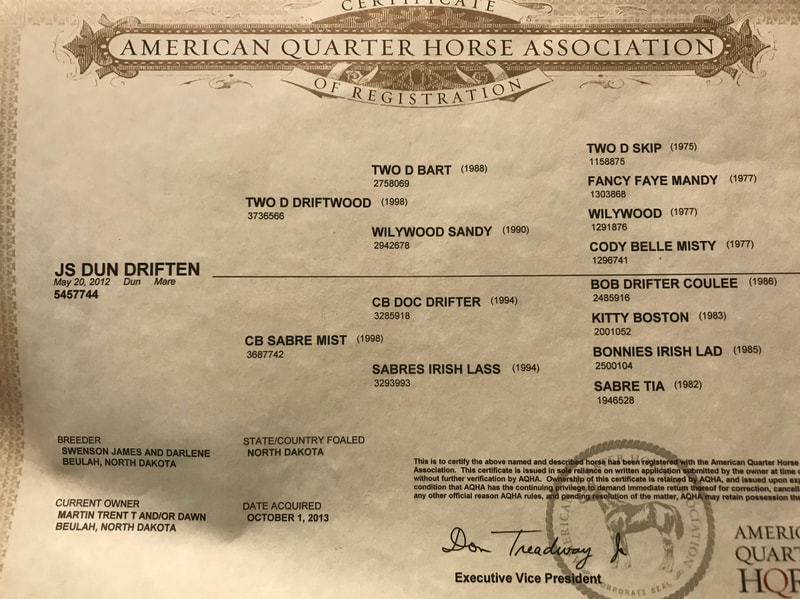 CERTIFICATE
AMERICAN QUARTER HORSE ASSOCIATION
OF REGISTRATION
TWO D SKIP (1975)
1158875
TWO D BART (1988)
2758069
FANCY FAYE MANDY (1977)
1303868
TWO D DRIFTWOOD (1998)
3736566
WILYWOOD (1977)
1291876
WILYWOOD SANDY (1990)
2942678
CODY BELLE MISTY (1977)
1296741
JS DUN DRIFTEN
May 20, 2012 Dun Mare
5457744
BOB DRIFTER COULEE (1986)
2485916
CB DOC DRIFTER (1994)
3285918
KITTY BOSTON (1983)
2001052
CB SABRE MIST (1998)
3687742
BONNIES IRISH LAD (1985)
2500104
SABRES IRISH LASS (1994)
3293993
SABRE TIA (1982)
1946528
BREEDER
SWENSON JAMES AND DARLENE
BEULAH, NORTH DAKOTA
STATE/COUNTRY FOALED
NORTH DAKOTA
CURRENT OWNER
MARTIN TRENT T AND/OR DAWN
BEULAH, NORTH DAKOTA
DATE ACQUIRED
OCTOBER 1, 2013
This is to certify the above named and described horse has been registered with the American Quarter Horse
Association. This certificate is issued in sole reliance on written application submitted by the owner at time
without further verification by AQHA. Ownership of this certificate is retained by AQHA, and issued upon
condition that AQHA has the continuing privilege to demand immediate return thereof for correction,
any other official reason AQHA rules, and pending resolution of the matter, AQHA may retain possession
Don Treadway Jr
Executive Vice President
CORPORATE SEAL
AMERIC
QUART
HOR